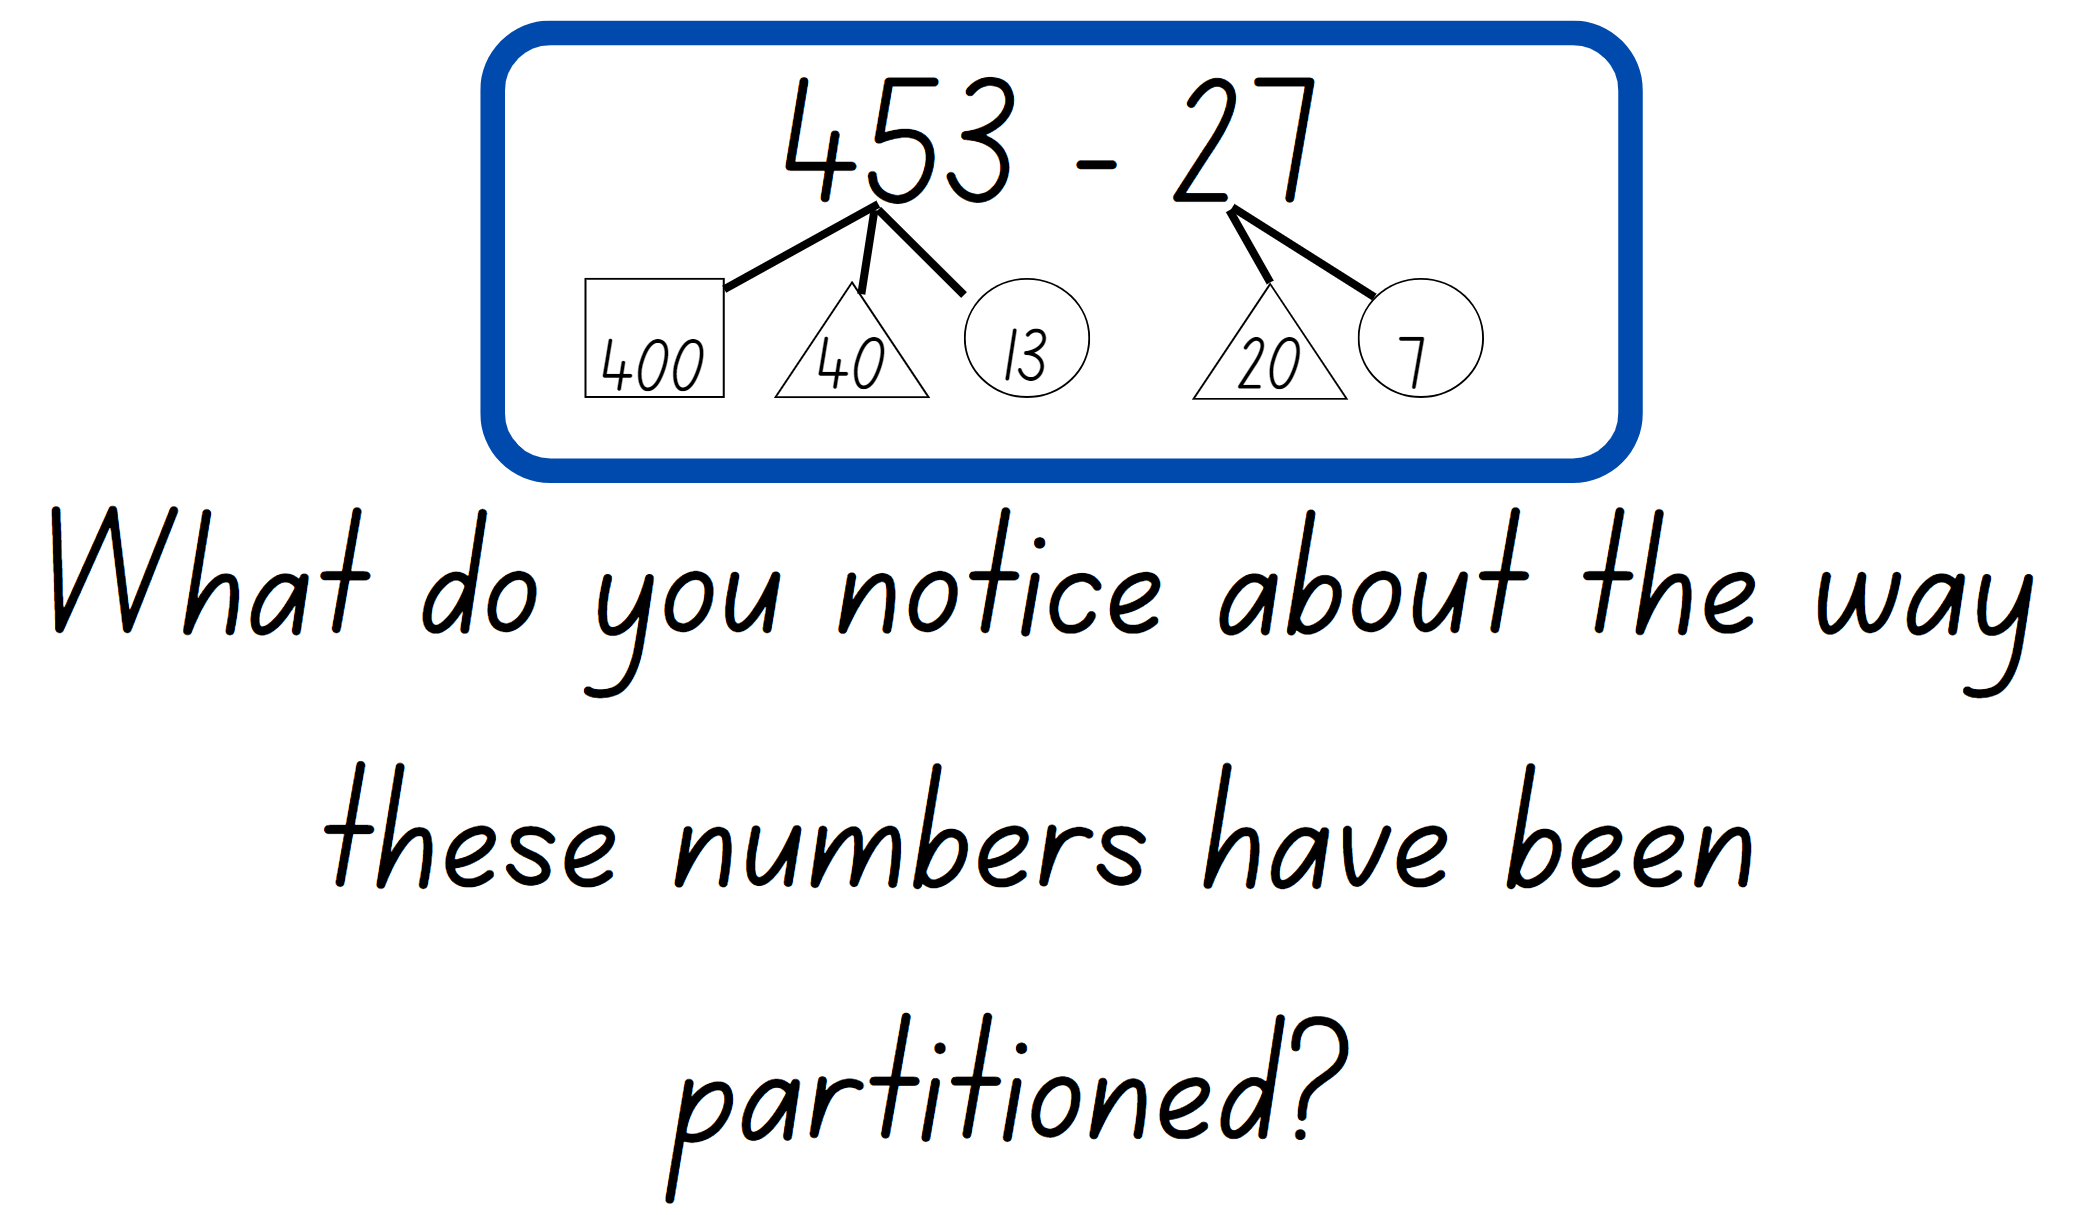 453 - 27
400 40 13 20 7
What do you notice about the way
these numbers have been
partitioned?